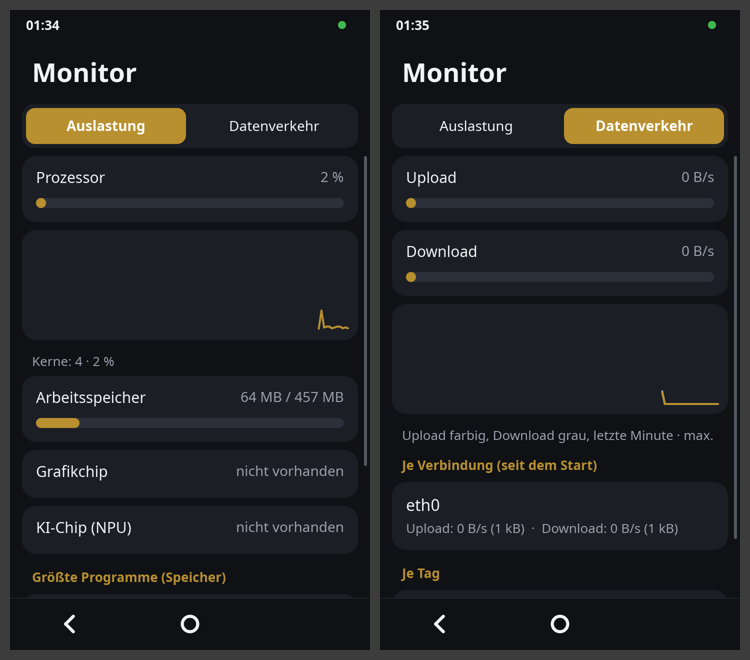 01:34
Monitor
Auslastung Datenverkehr
Prozessor 2 %
Kerne: 4 · 2 %
Arbeitsspeicher 64 MB / 457 MB
Grafikchip nicht vorhanden
KI-Chip (NPU) nicht vorhanden
Größte Programme (Speicher)
01:35
Monitor
Auslastung Datenverkehr
Upload 0 B/s
Download 0 B/s
Upload farbig, Download grau, letzte Minute · max.
Je Verbindung (seit dem Start)
eth0
Upload: 0 B/s (1 kB) · Download: 0 B/s (1 kB)
Je Tag